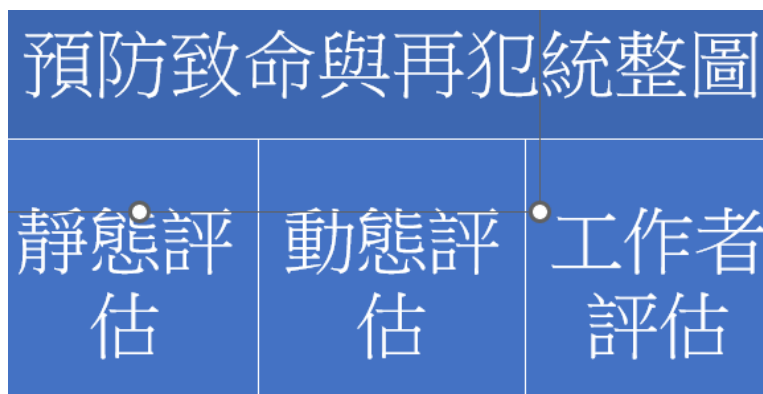 預防致命與再犯統整圖
靜態評
估
動態評
估
工作者
評估